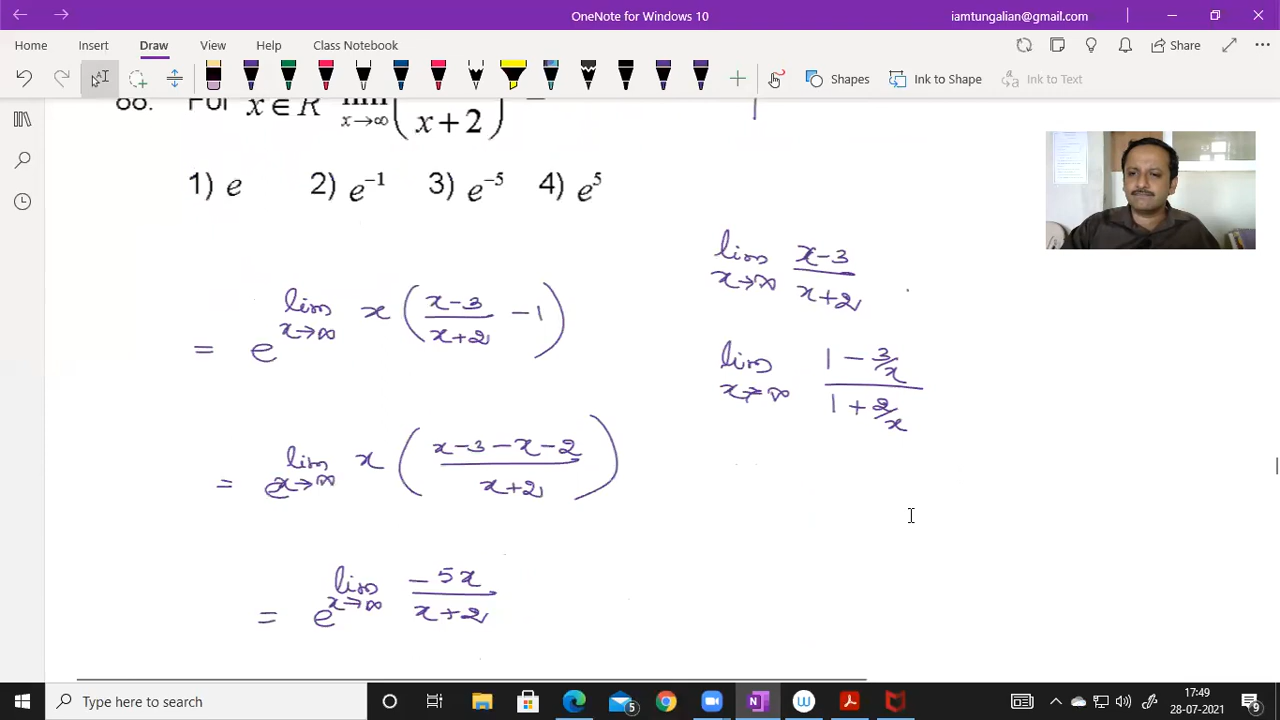 OneNote for Windows 10
iamtungalian@gmail.com
Home Insert Draw View Help Class Notebook
Share
Shapes Ink to Shape Ink to Text
x ∈ R lim x→∞ ( x+2 )
1) e 2) e⁻¹ 3) e⁻⁵ 4) e⁵
lim x→∞ x-3 / x+2
= e lim x→∞ x ( x-3 / x+2 - 1 )
lim x→∞ 1 - 3/x / 1 + 2/x
= e lim x→∞ x ( x-3-x-2 / x+2 )
= e lim x→∞ -5x / x+2
Type here to search
5
17:49
28-07-2021
9